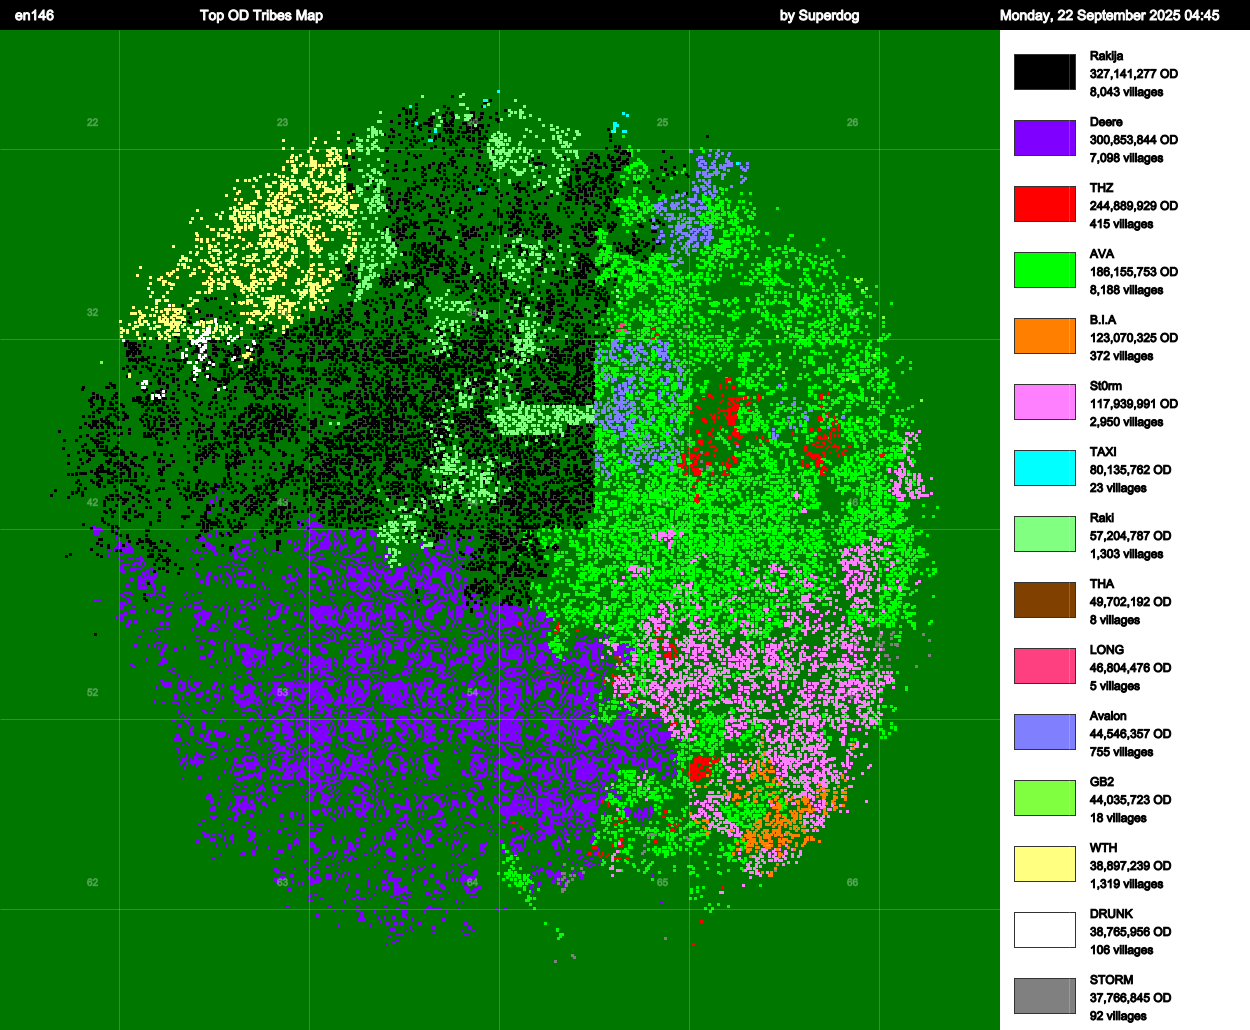 en146 Top OD Tribes Map by Superdog Monday, 22 September 2025 04:45
22 23 25 26
32
42 43
52 53 54
62 63 64 65 66
Rakija
327,141,277 OD
8,043 villages
Deere
300,853,844 OD
7,098 villages
THZ
244,889,929 OD
415 villages
AVA
186,155,753 OD
8,188 villages
B.I.A
123,070,325 OD
372 villages
St0rm
117,939,991 OD
2,950 villages
TAXI
80,135,762 OD
23 villages
Raki
57,204,787 OD
1,303 villages
THA
49,702,192 OD
8 villages
LONG
46,804,476 OD
5 villages
Avalon
44,546,357 OD
755 villages
GB2
44,035,723 OD
18 villages
WTH
38,897,239 OD
1,319 villages
DRUNK
38,765,956 OD
106 villages
STORM
37,766,845 OD
92 villages